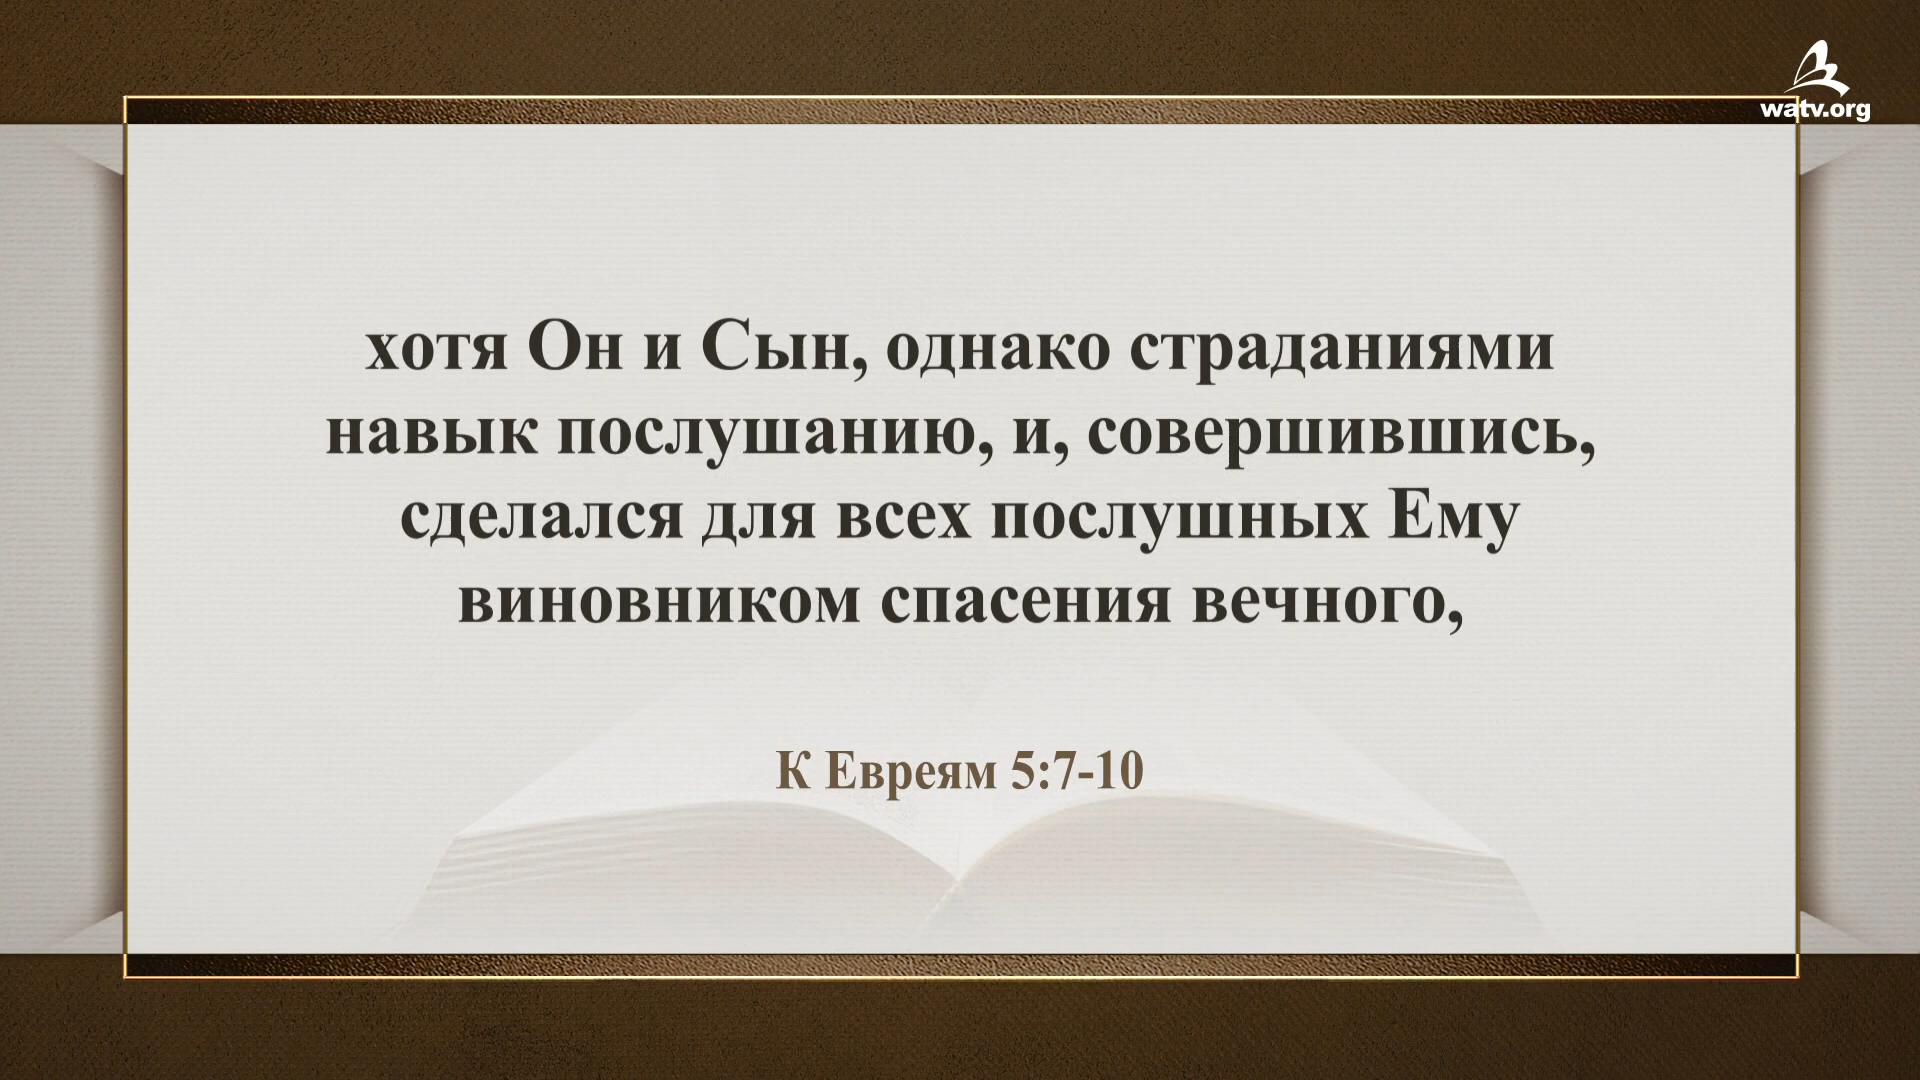 watv.org
хотя Он и Сын, однако страданиями
навык послушанию, и, совершившись,
сделался для всех послушных Ему
виновником спасения вечного,
К Евреям 5:7-10